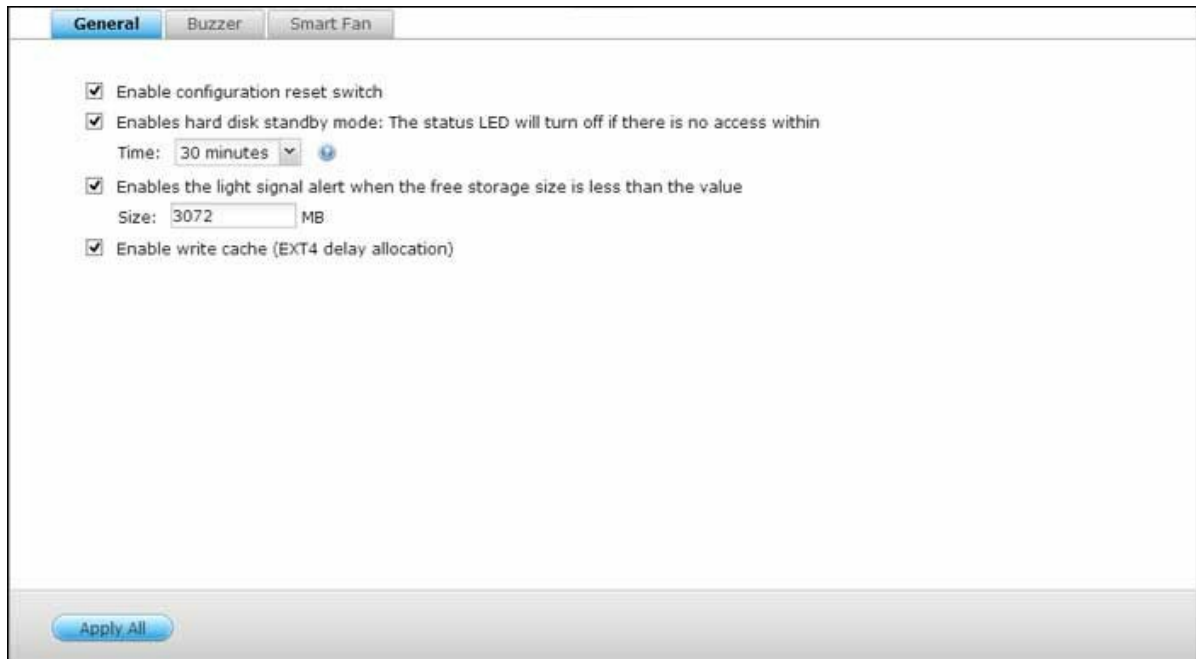 General Buzzer Smart Fan
Enable configuration reset switch
Enables hard disk standby mode: The status LED will turn off if there is no access within
Time: 30 minutes
Enables the light signal alert when the free storage size is less than the value
Size: 3072 MB
Enable write cache (EXT4 delay allocation)
Apply All